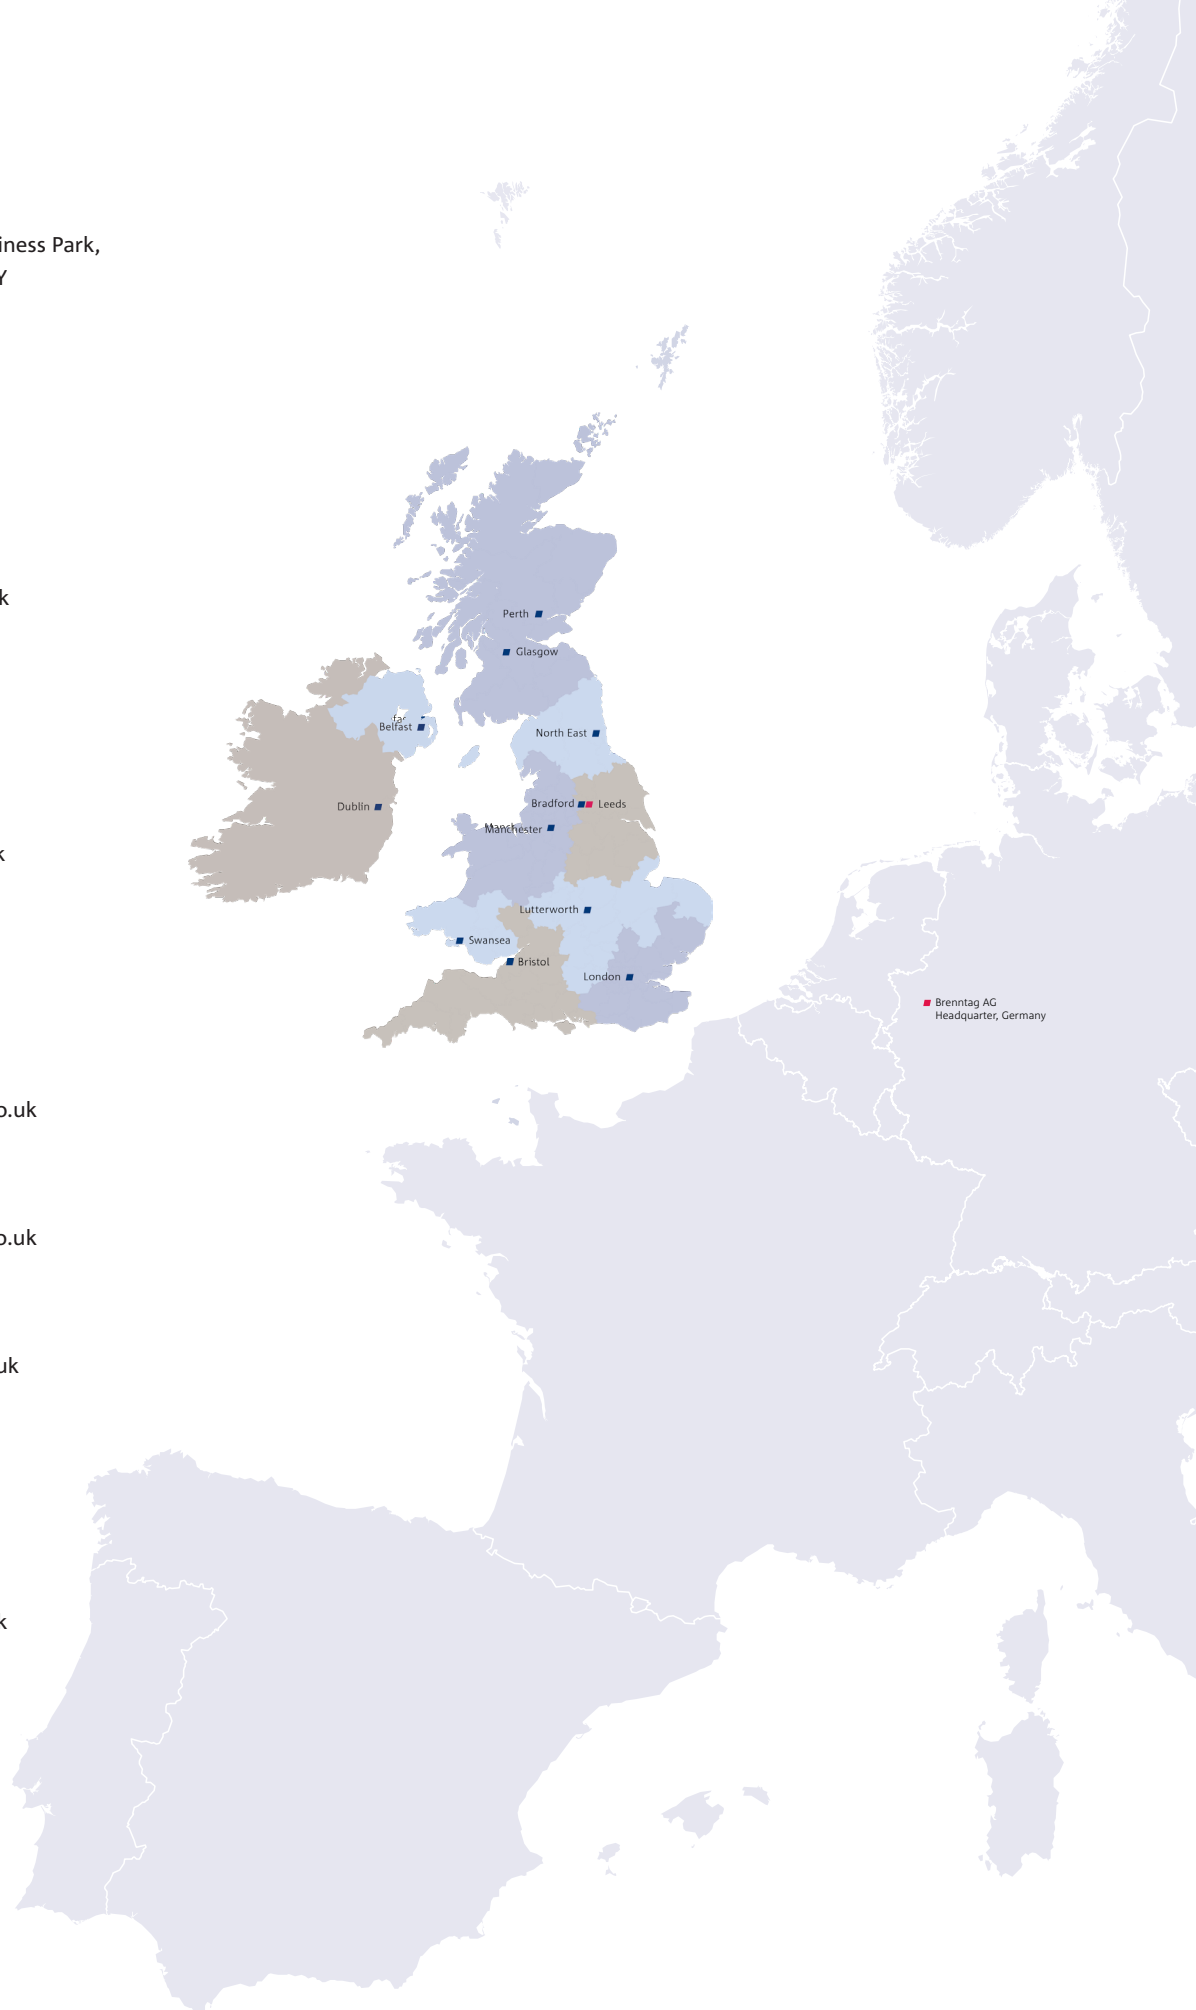 iness Park,
Y
k
Perth
Glasgow
Belfast
North East
Dublin
Bradford
Leeds
Manchester
k
Lutterworth
Swansea
Bristol
London
Brenntag AG
Headquarter, Germany
o.uk
o.uk
uk
k